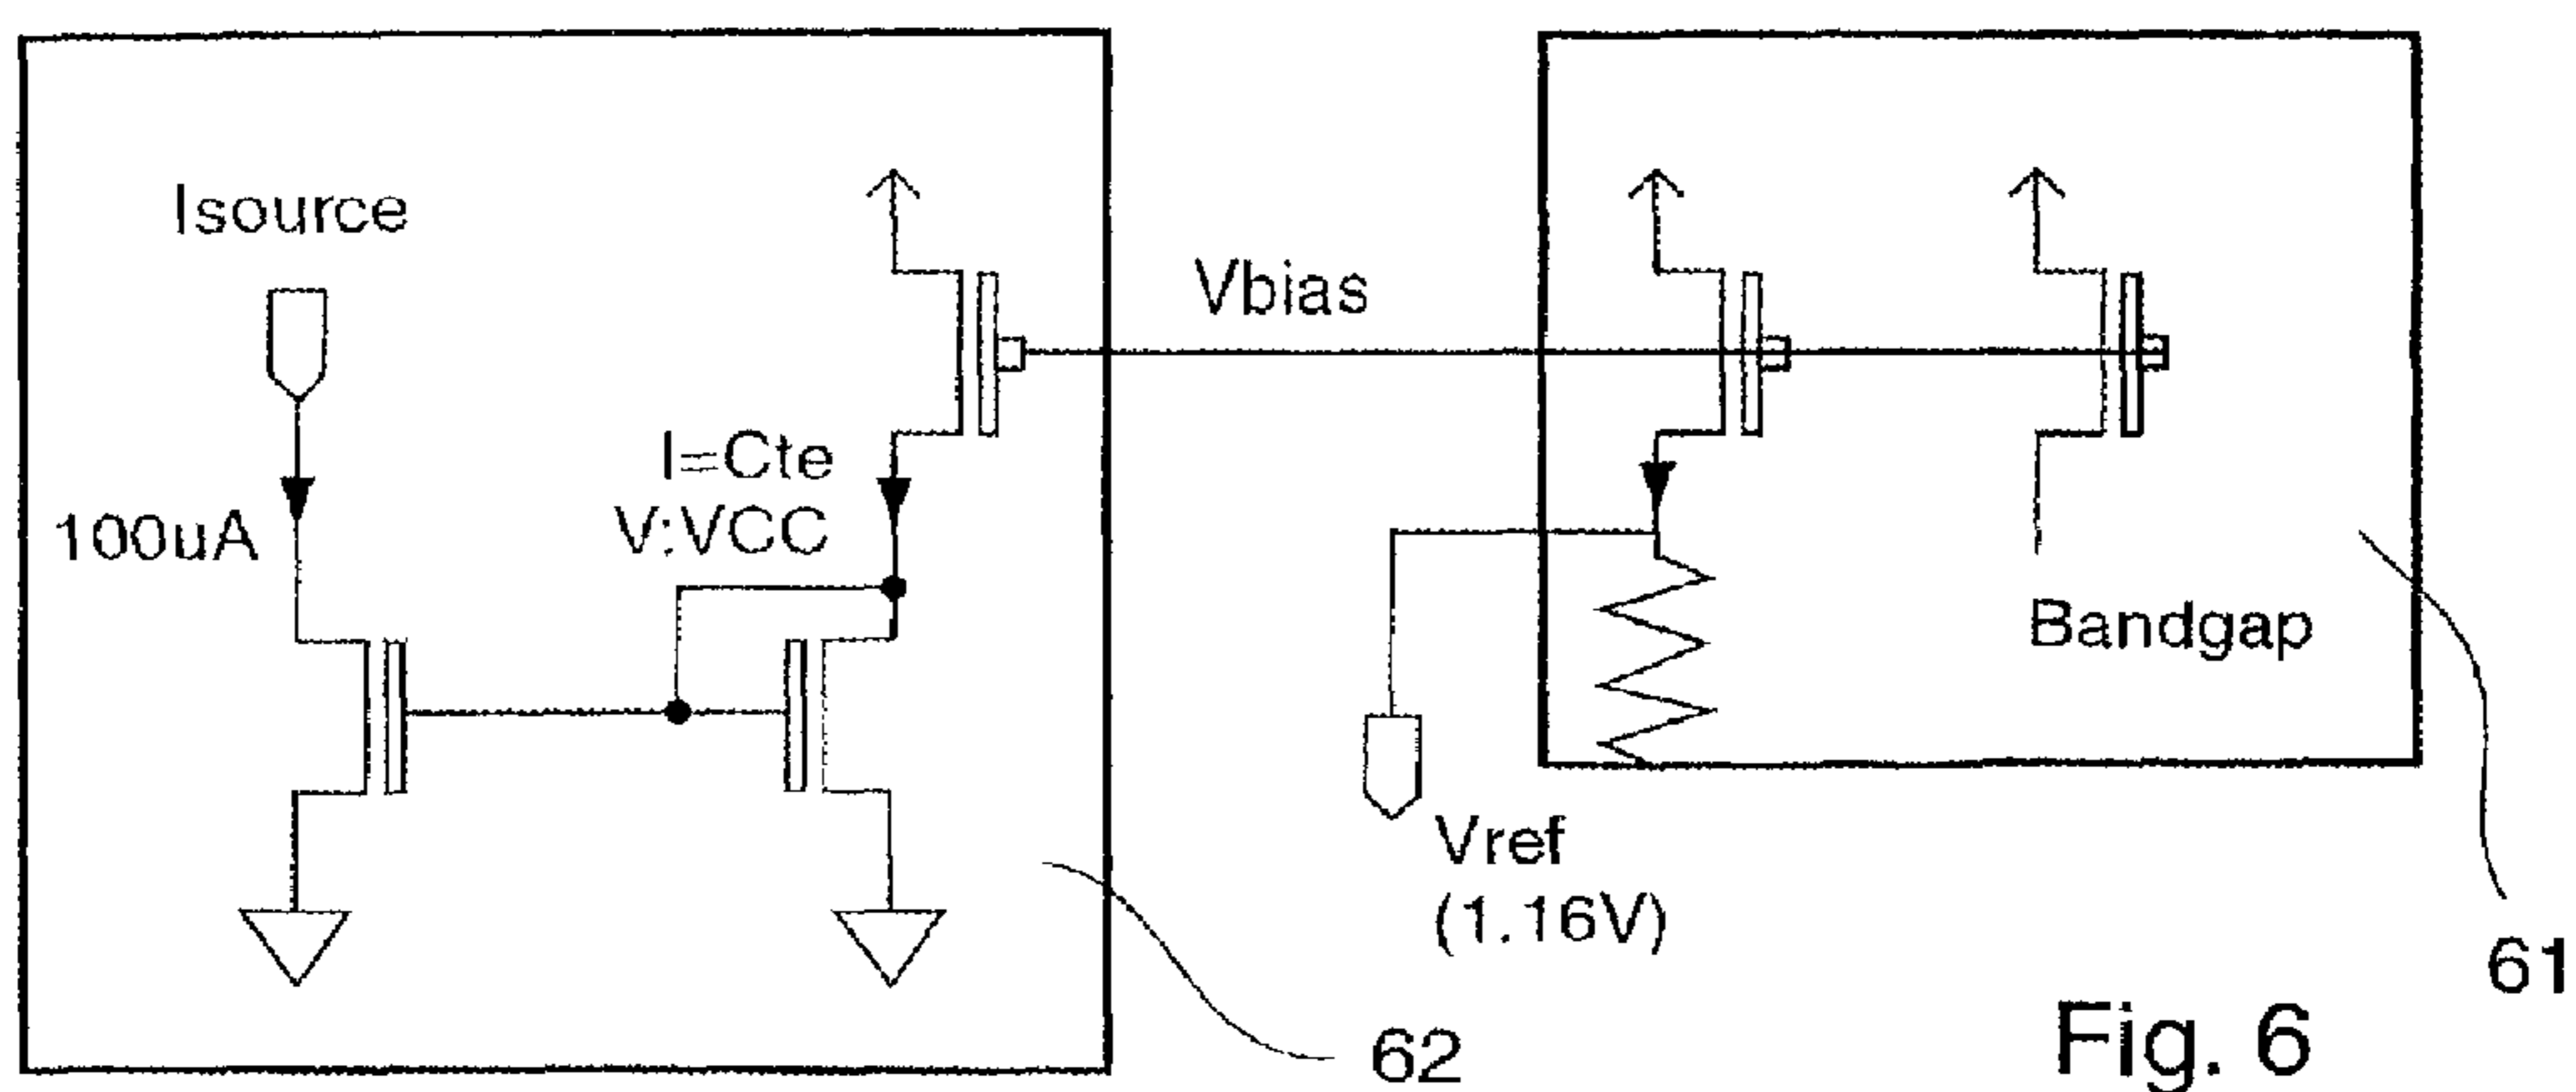 Isource
100uA
I=Cte
V:VCC
Vbias
Bandgap
Vref
(1.16V)
62
61
Fig. 6